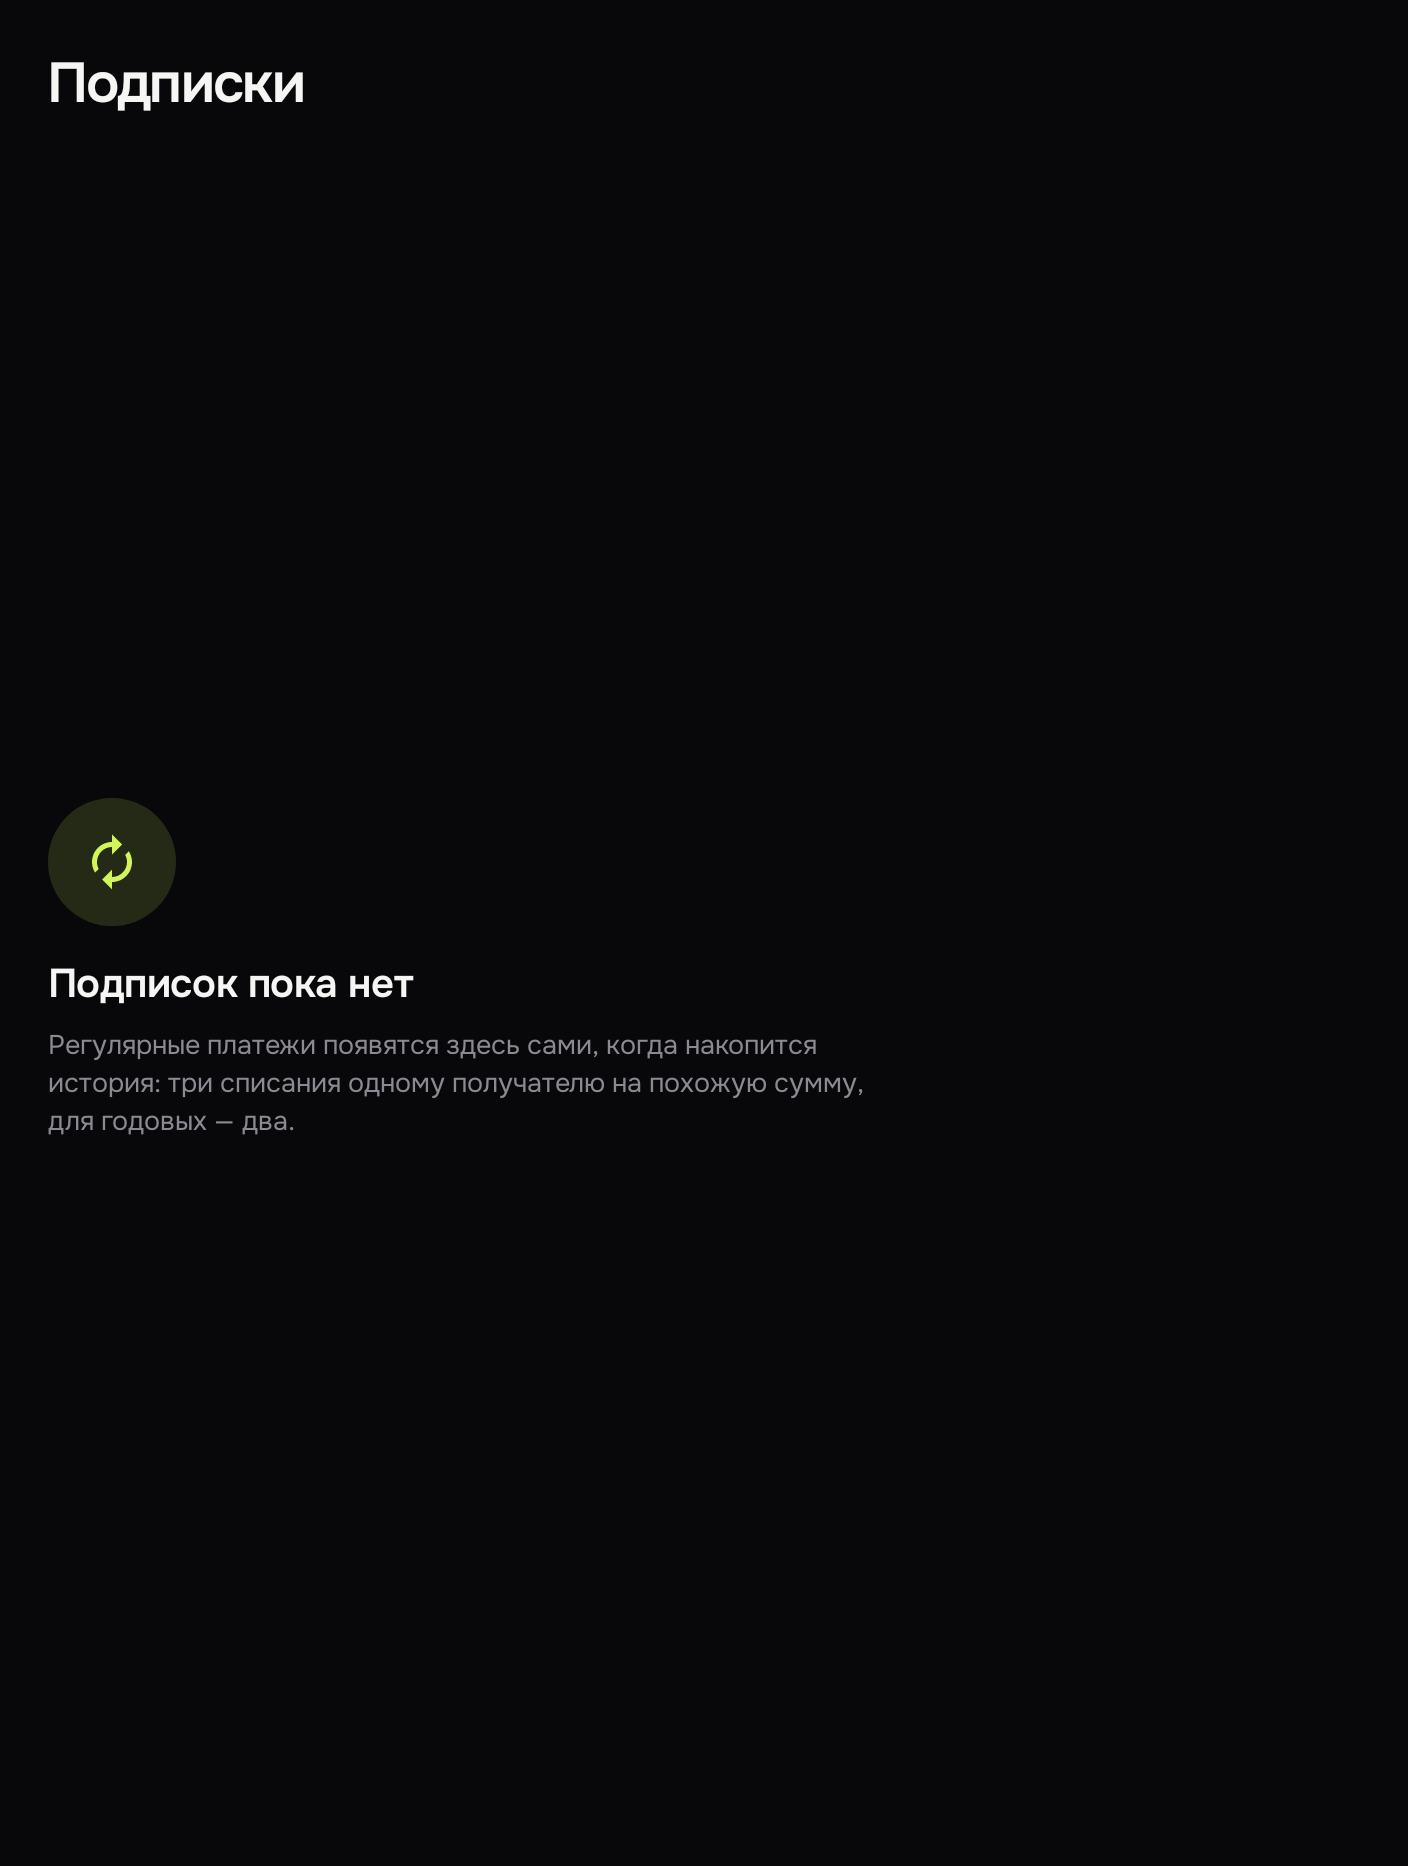 Подписки
Подписок пока нет
Регулярные платежи появятся здесь сами, когда накопится
история: три списания одному получателю на похожую сумму,
для годовых — два.